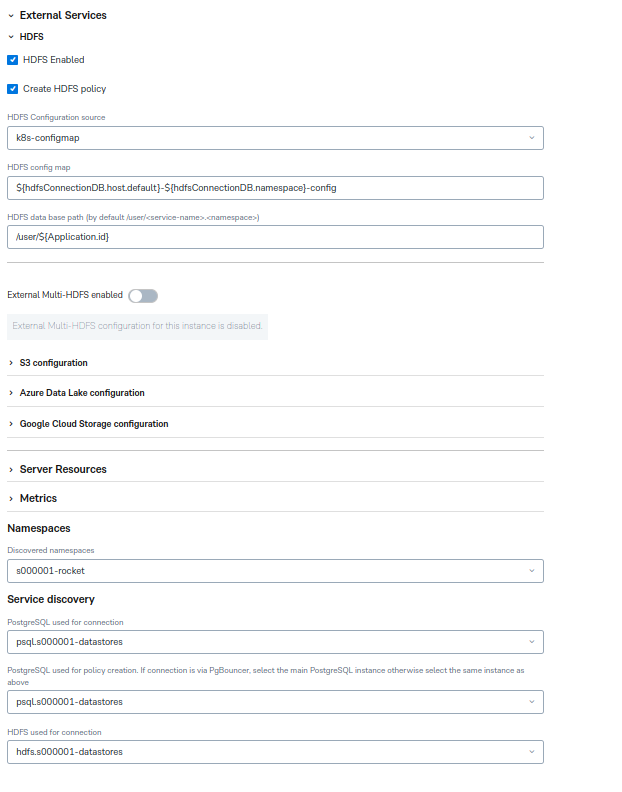 External Services
HDFS
HDFS Enabled
Create HDFS policy
HDFS Configuration source
k8s-configmap
HDFS config map
${hdfsConnectionDB.host.default}-${hdfsConnectionDB.namespace}-config
HDFS data base path (by default /user/<service-name>.<namespace>)
/user/${Application.id}
External Multi-HDFS enabled
External Multi-HDFS configuration for this instance is disabled.
S3 configuration
Azure Data Lake configuration
Google Cloud Storage configuration
Server Resources
Metrics
Namespaces
Discovered namespaces
s000001-rocket
Service discovery
PostgreSQL used for connection
psql.s000001-datastores
PostgreSQL used for policy creation. If connection is via PgBouncer, select the main PostgreSQL instance otherwise select the same instance as
above
psql.s000001-datastores
HDFS used for connection
hdfs.s000001-datastores